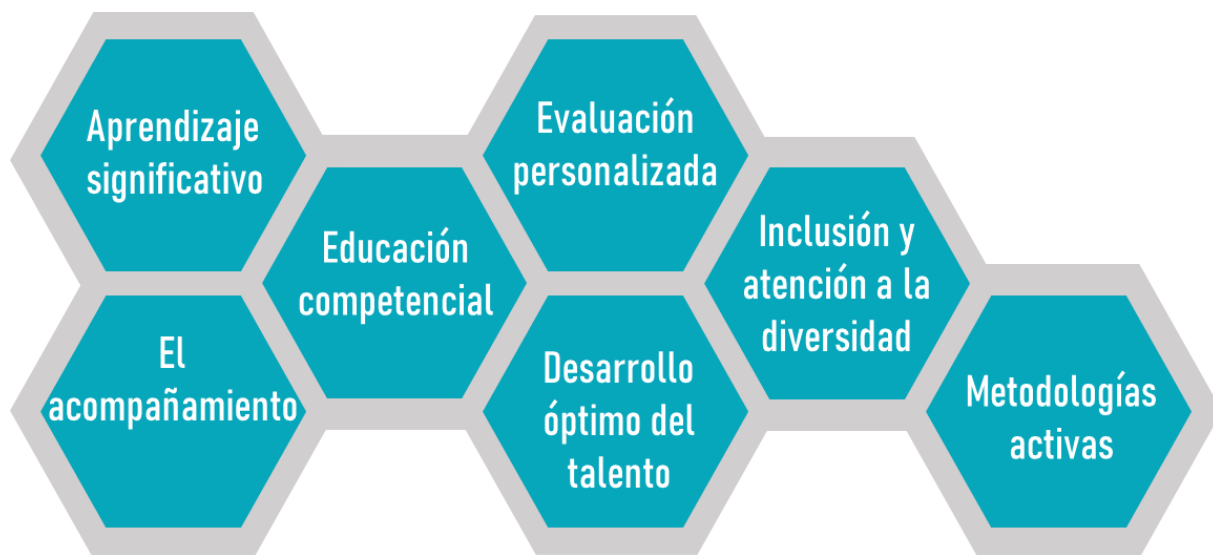 Aprendizaje
significativo
El
acompañamiento
Educación
competencial
Evaluación
personalizada
Desarrollo
óptimo del
talento
Inclusión y
atención a la
diversidad
Metodologías
activas